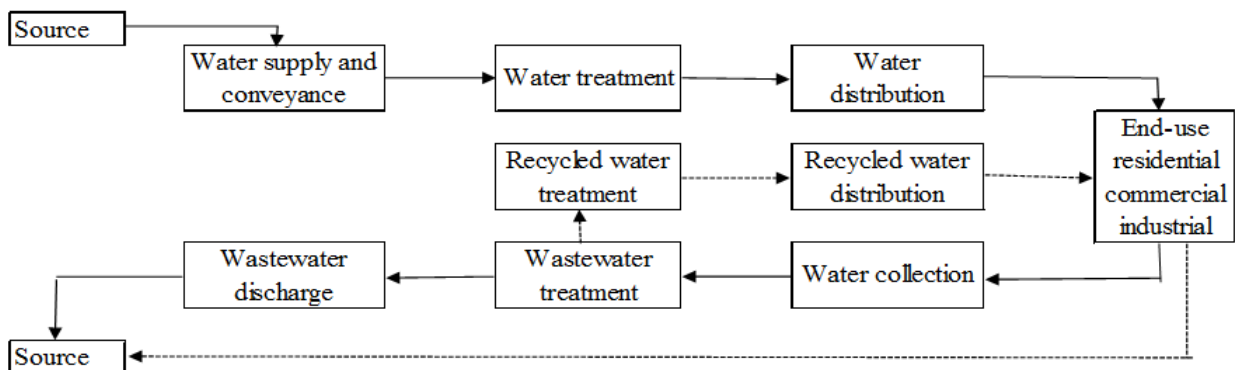 Source
Water supply and
conveyance
Water treatment
Water
distribution
End-use
residential
commercial
industrial
Recycled water
treatment
Recycled water
distribution
Wastewater
discharge
Wastewater
treatment
Water collection
Source